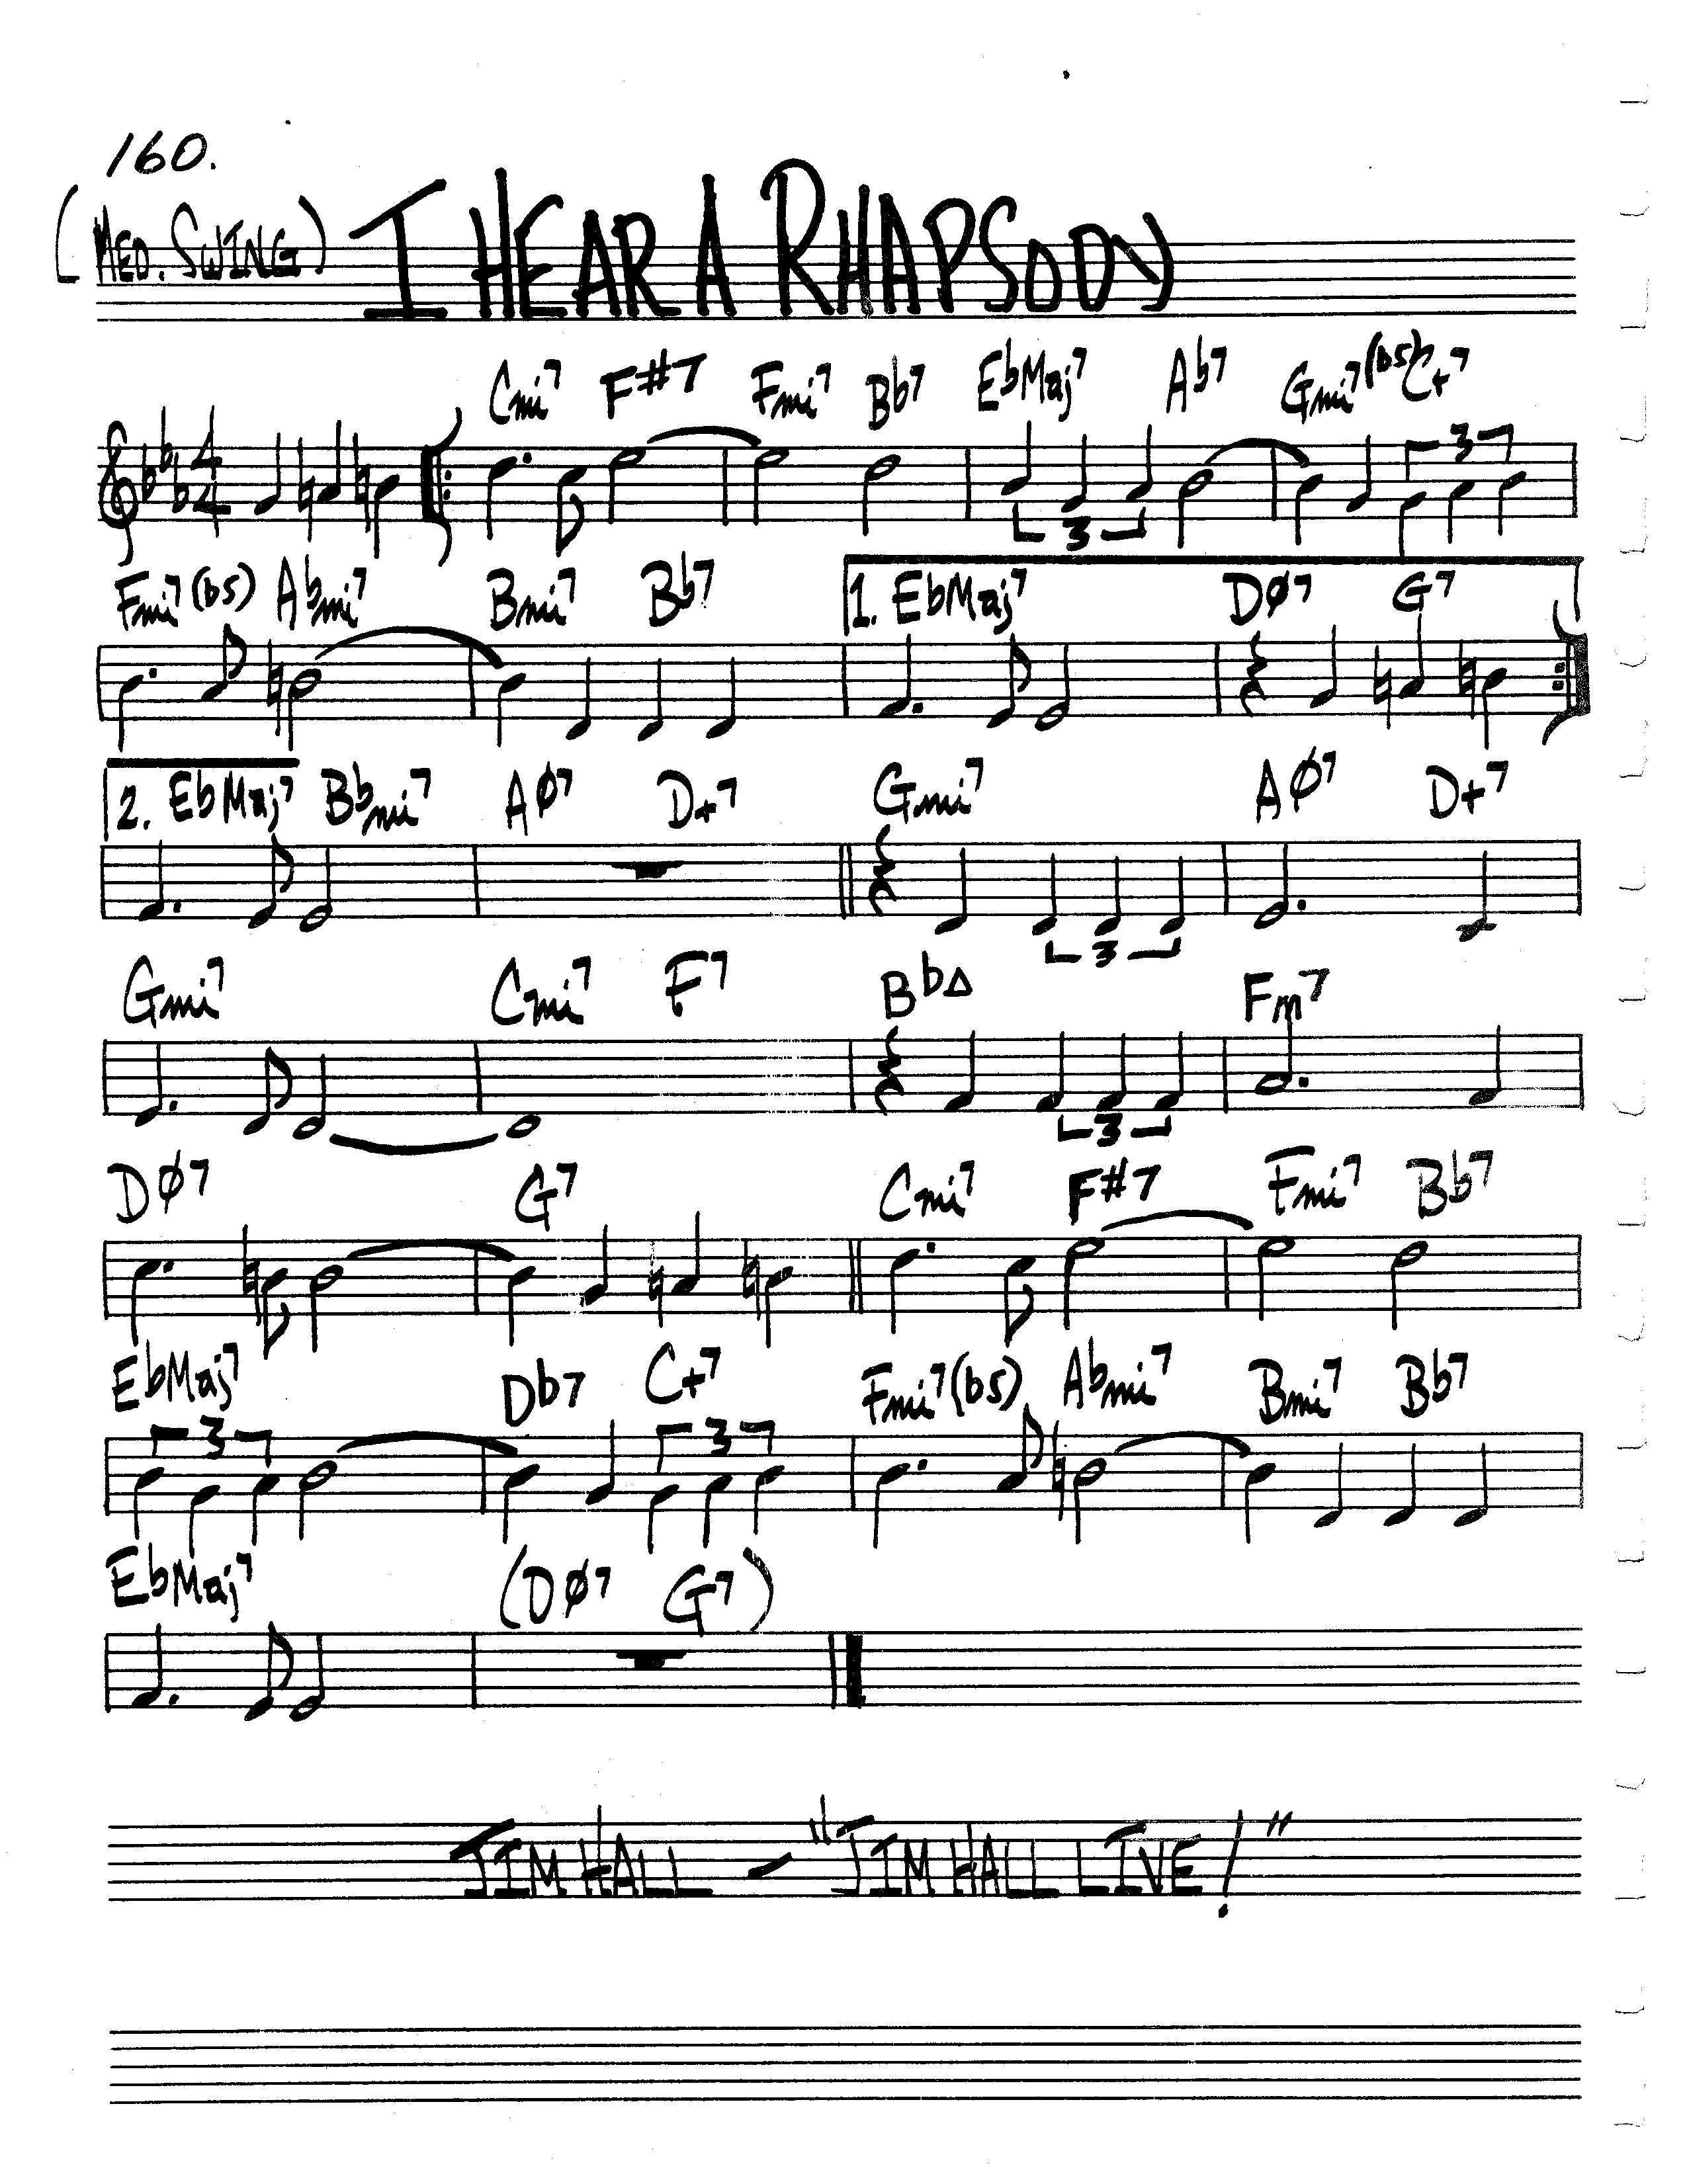 160.
(MED. SWING) I HEAR A RHAPSODY
Cmi7 F#7 Fmi7 Bb7 EbMaj7 Ab7 Gmi7(b5) C+7
4/4 3 3
Fmi7(b5) Abmi7 Bmi7 Bb7 1. EbMaj7 DØ7 G7
2. EbMaj7 Bbmi7 AØ7 D+7 Gmi7 AØ7 D+7
3
Gmi7 Cmi7 F7 BbΔ Fm7
3
DØ7 G7 Cmi7 F#7 Fmi7 Bb7
EbMaj7 Db7 C+7 Fmi7(b5) Abmi7 Bmi7 Bb7
3 3
EbMaj7 (DØ7 G7)
JIM HALL – "JIM HALL LIVE!"